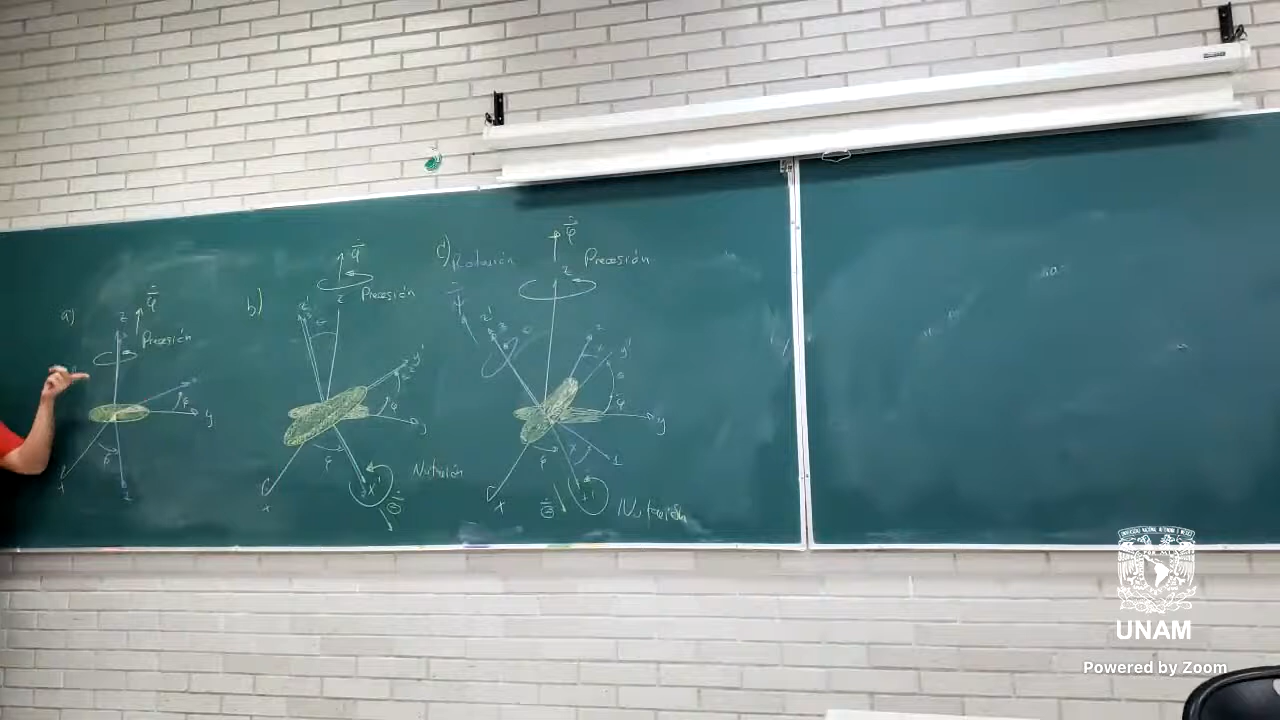 a)
z
φ̇
Precesión
φ
y
x
φ
b)
φ̇
Precesión
z'
z
y'
φ
y
φ
x
x'
θ̇
Nutación
c)
Rotación
φ̇
Precesión
ψ̇
z
z'
y'
θ
φ
y
φ
x
θ̇
Nutación
UNAM
Powered by Zoom